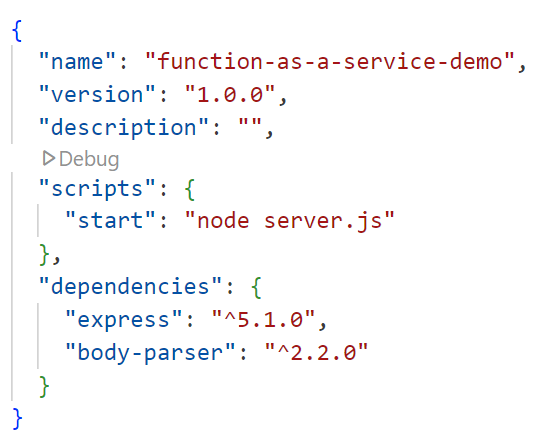 {
  "name": "function-as-a-service-demo",
  "version": "1.0.0",
  "description": "",
  Debug
  "scripts": {
    "start": "node server.js"
  },
  "dependencies": {
    "express": "^5.1.0",
    "body-parser": "^2.2.0"
  }
}